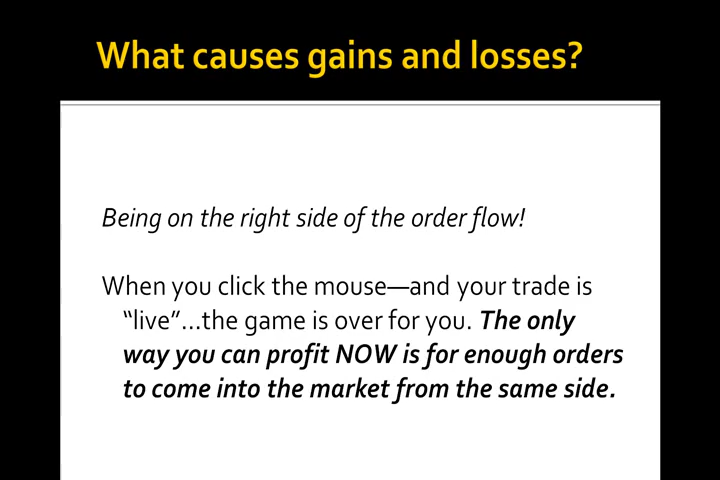 What causes gains and losses?
Being on the right side of the order flow!
When you click the mouse—and your trade is
“live”...the game is over for you. The only
way you can profit NOW is for enough orders
to come into the market from the same side.